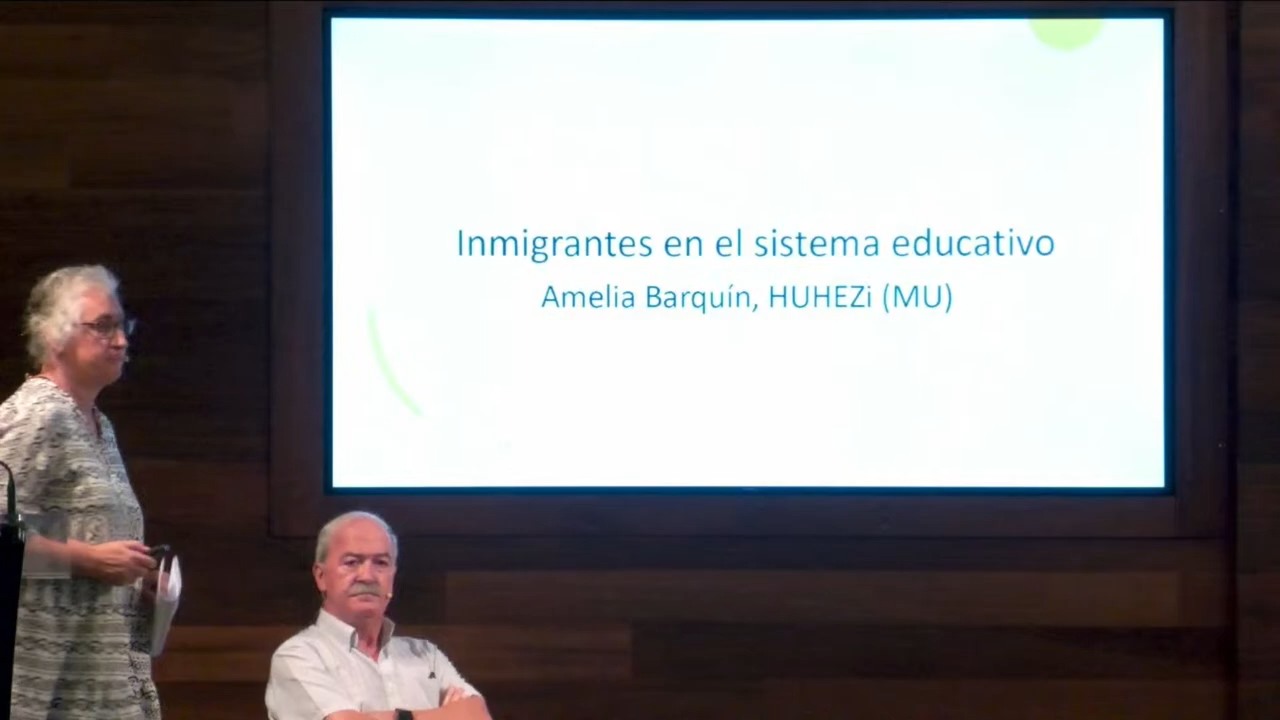 Inmigrantes en el sistema educativo
Amelia Barquín, HUHEZi (MU)